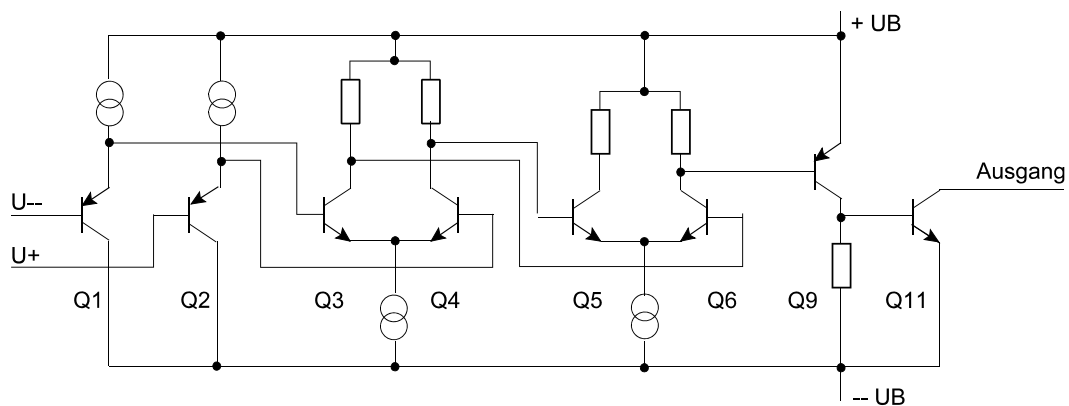 + UB
Ausgang
U--
U+
Q1
Q2
Q3
Q4
Q5
Q6
Q9
Q11
-- UB